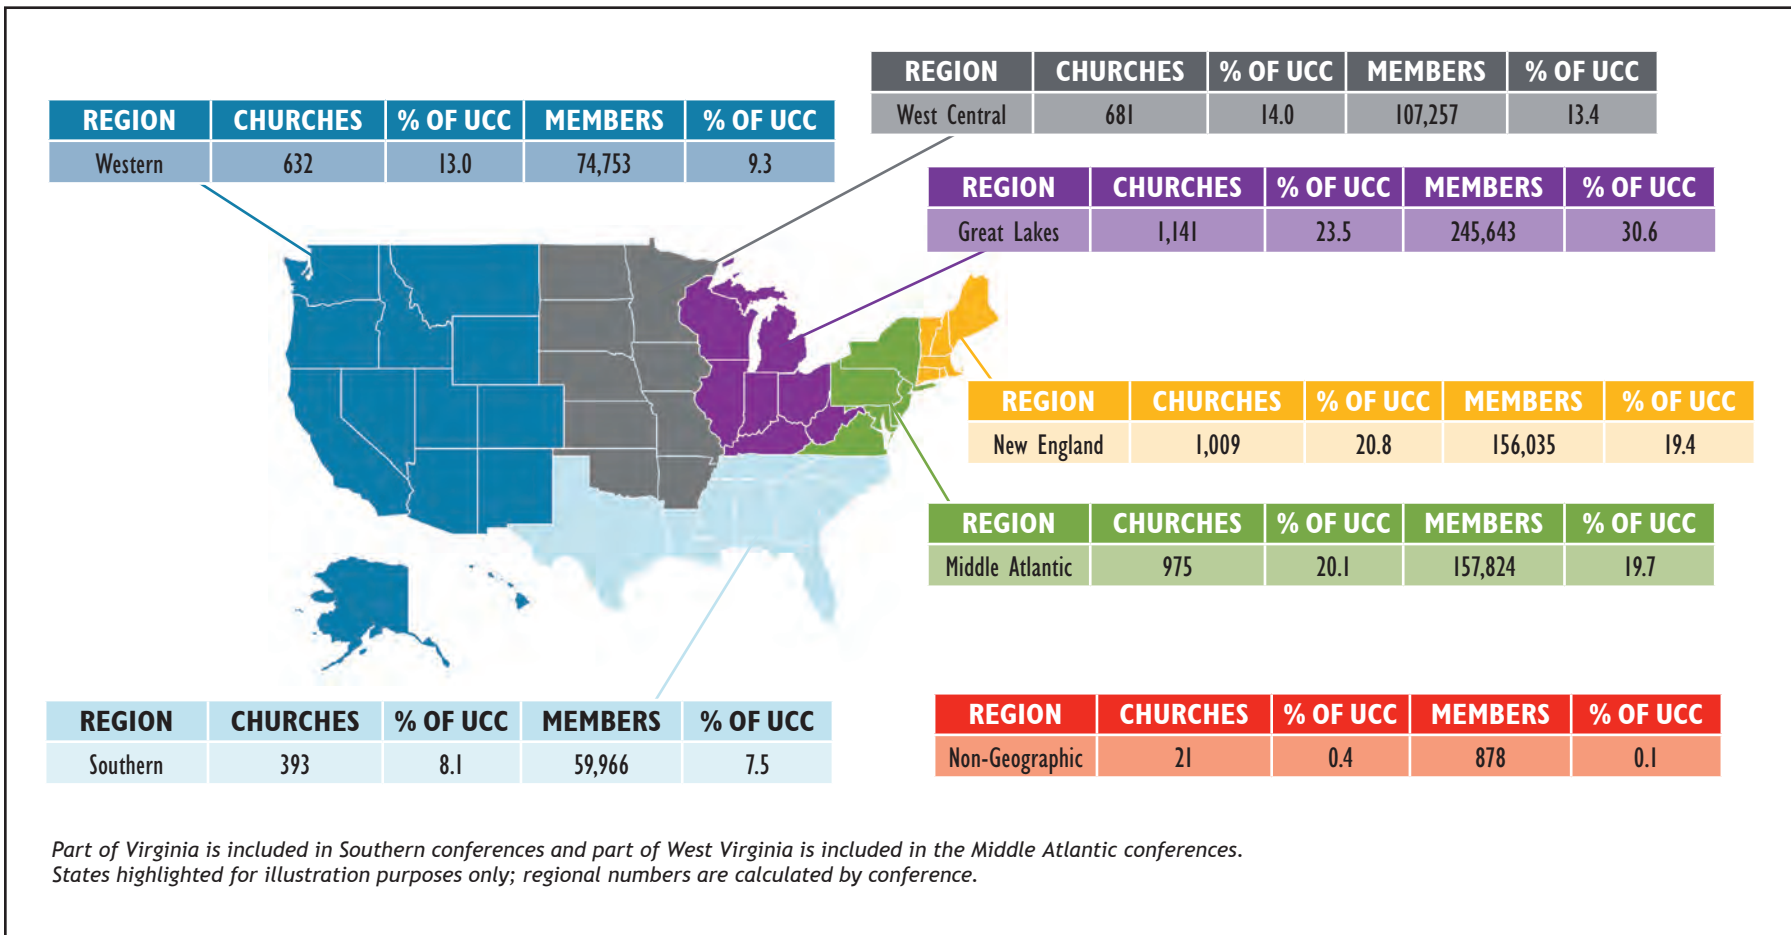 REGION CHURCHES % OF UCC MEMBERS % OF UCC
West Central 681 14.0 107,257 13.4
REGION CHURCHES % OF UCC MEMBERS % OF UCC
Western 632 13.0 74,753 9.3
REGION CHURCHES % OF UCC MEMBERS % OF UCC
Great Lakes 1,141 23.5 245,643 30.6
REGION CHURCHES % OF UCC MEMBERS % OF UCC
New England 1,009 20.8 156,035 19.4
REGION CHURCHES % OF UCC MEMBERS % OF UCC
Middle Atlantic 975 20.1 157,824 19.7
REGION CHURCHES % OF UCC MEMBERS % OF UCC
Southern 393 8.1 59,966 7.5
REGION CHURCHES % OF UCC MEMBERS % OF UCC
Non-Geographic 21 0.4 878 0.1
Part of Virginia is included in Southern conferences and part of West Virginia is included in the Middle Atlantic conferences.
States highlighted for illustration purposes only; regional numbers are calculated by conference.